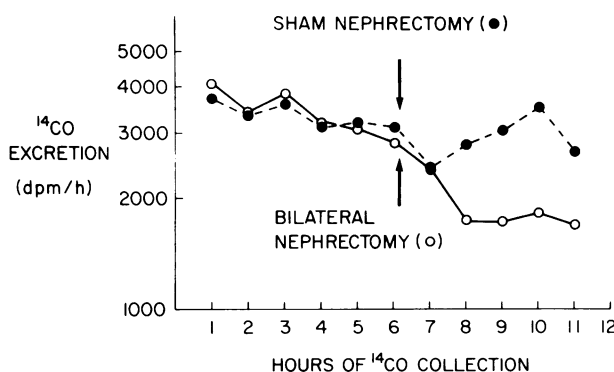 SHAM NEPHRECTOMY (●)
5000
4000
3000
2000
1000
¹⁴CO
EXCRETION
(dpm/h)
BILATERAL
NEPHRECTOMY (○)
1 2 3 4 5 6 7 8 9 10 11 12
HOURS OF ¹⁴CO COLLECTION